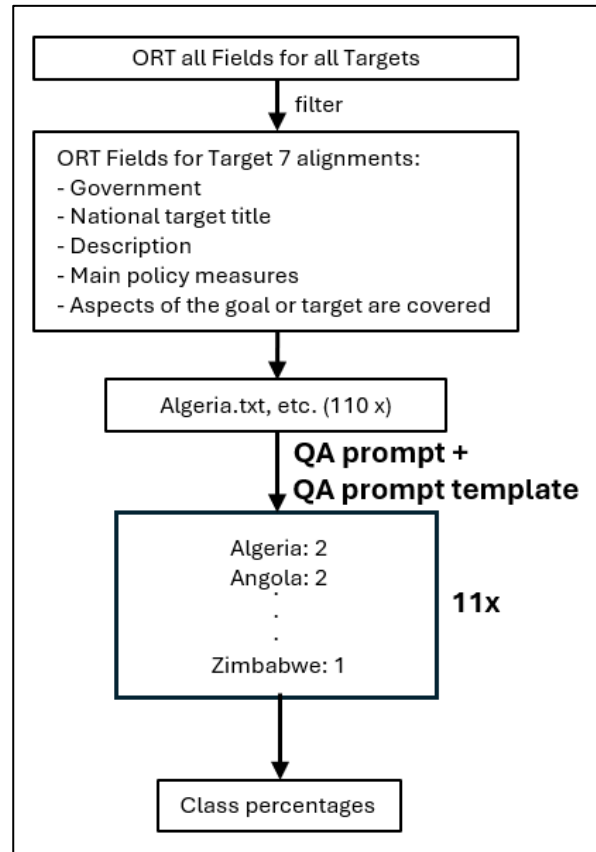 ORT all Fields for all Targets
filter
ORT Fields for Target 7 alignments:
- Government
- National target title
- Description
- Main policy measures
- Aspects of the goal or target are covered
Algeria.txt, etc. (110 x)
QA prompt +
QA prompt template
Algeria: 2
Angola: 2
.
.
.
Zimbabwe: 1
11x
Class percentages